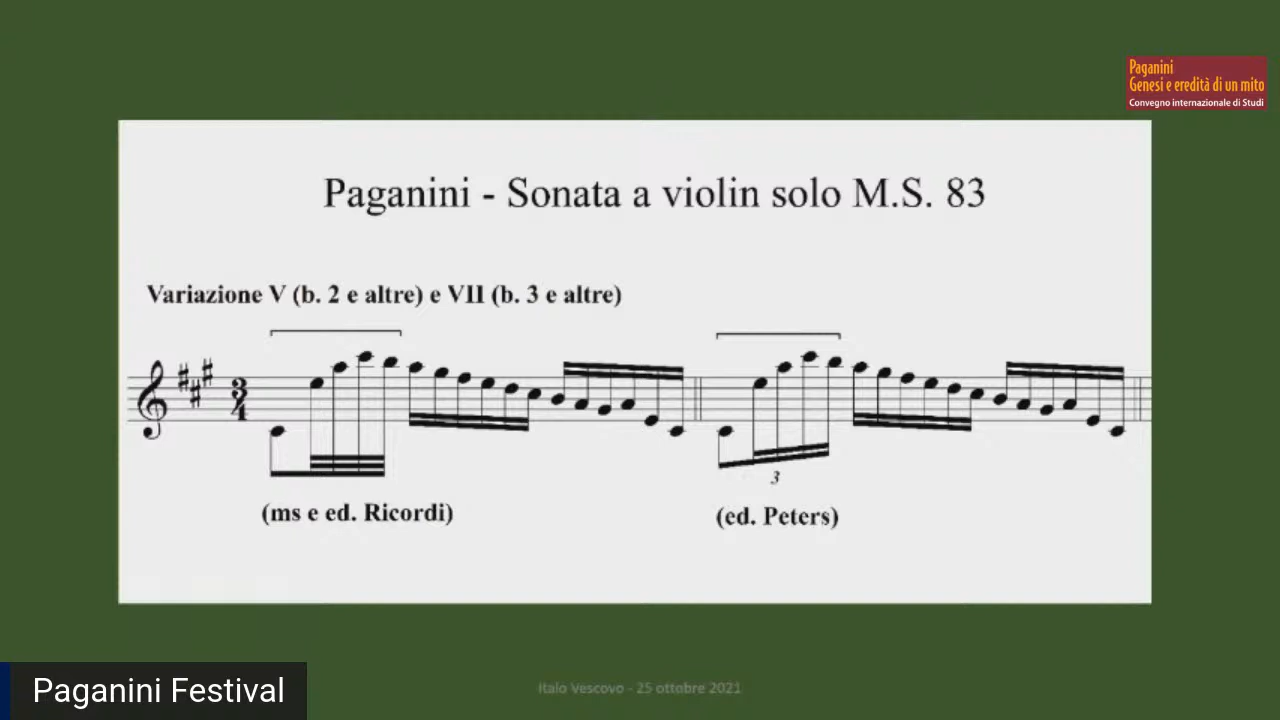 Paganini
Genesi e eredità di un mito
Convegno internazionale di Studi
Paganini - Sonata a violin solo M.S. 83
Variazione V (b. 2 e altre) e VII (b. 3 e altre)
3
4
3
(ms e ed. Ricordi)
(ed. Peters)
Paganini Festival
Italo Vescovo - 25 ottobre 2021